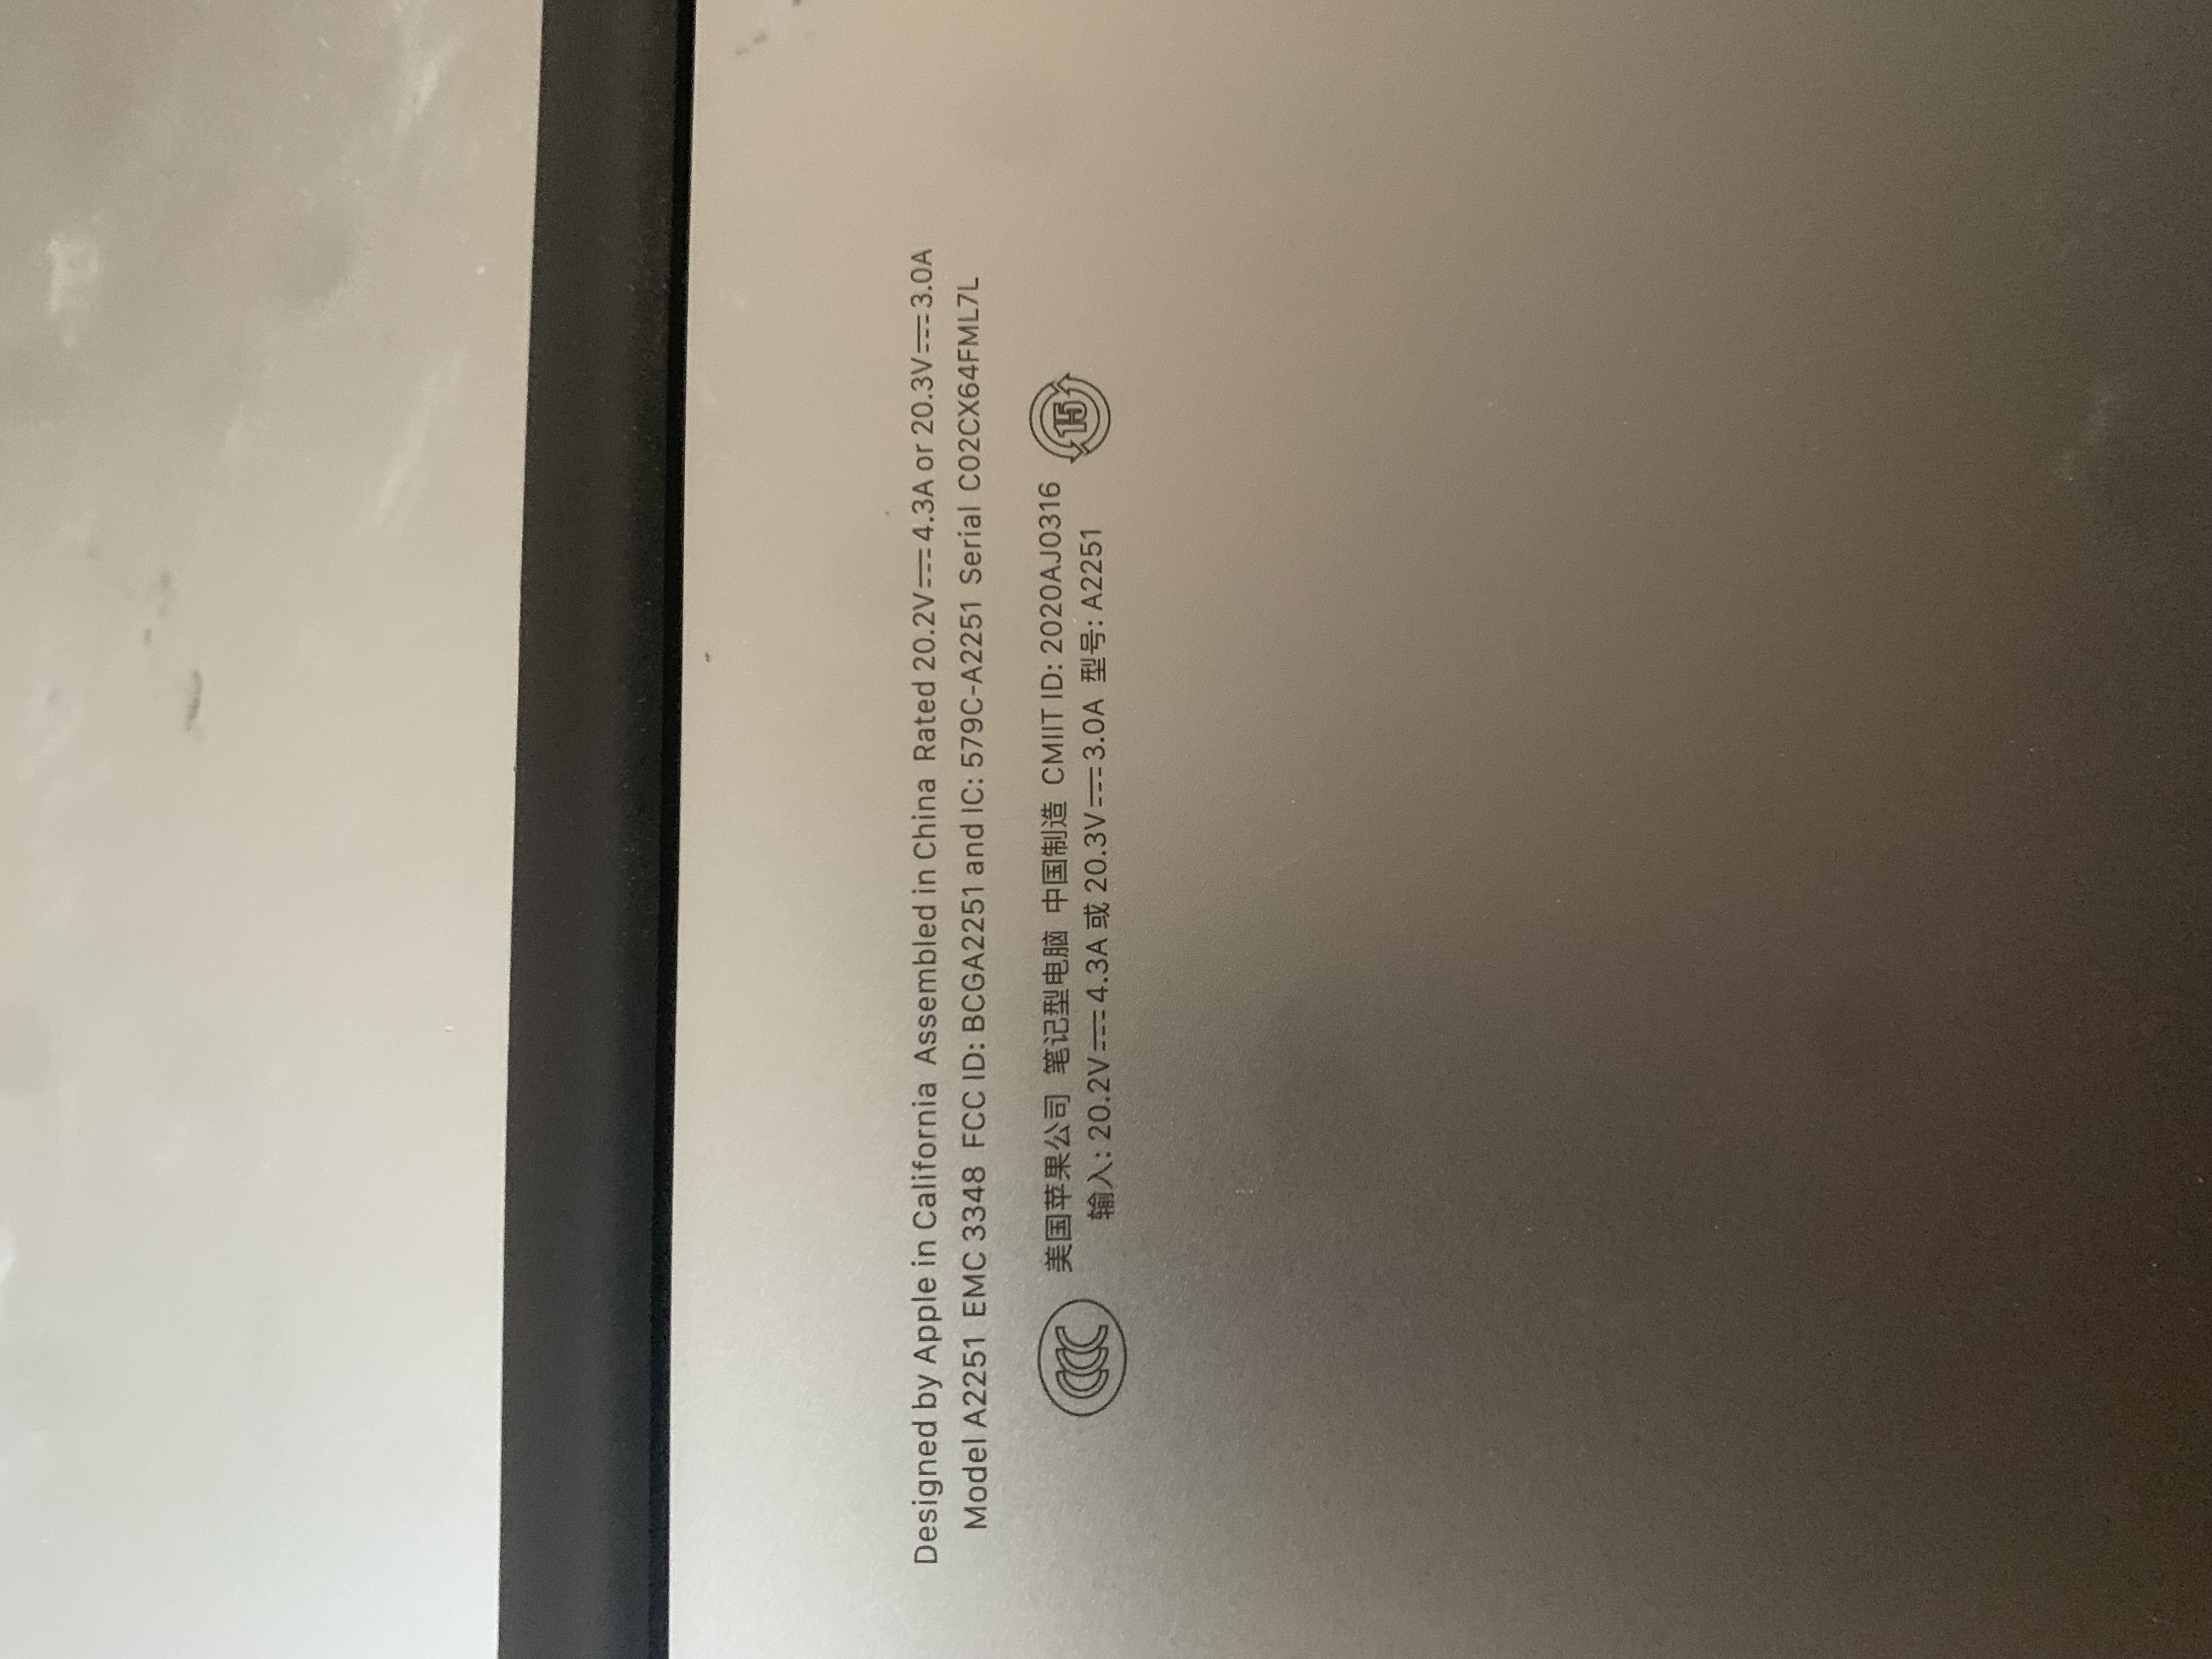 Designed by Apple in California Assembled in China Rated 20.2V⎓4.3A or 20.3V⎓3.0A
Model A2251 EMC 3348 FCC ID: BCGA2251 and IC: 579C-A2251 Serial C02CX64FML7L
CCC
美国苹果公司 笔记型电脑 中国制造 CMIIT ID: 2020AJ0316
输入: 20.2V⎓4.3A 或 20.3V⎓3.0A 型号: A2251
15